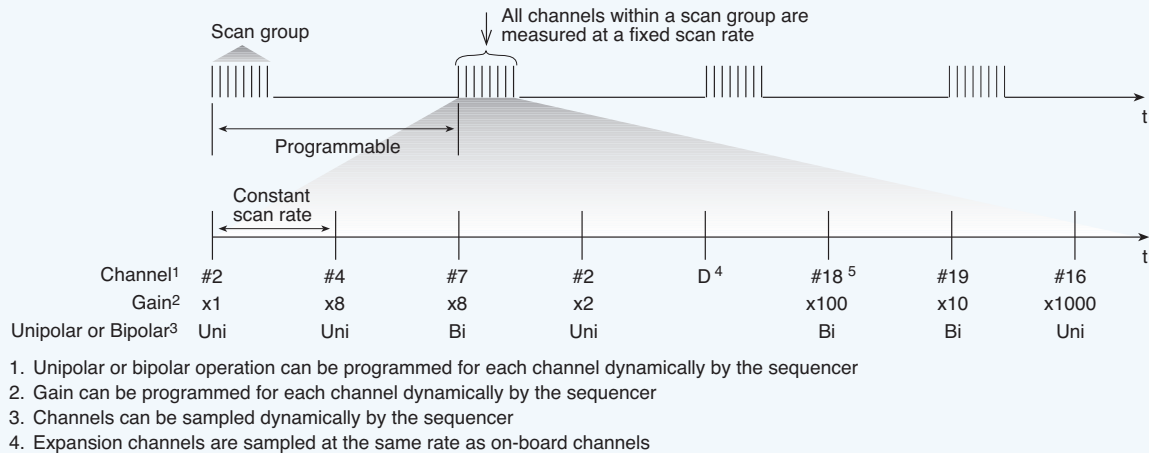 Scan group
All channels within a scan group are
measured at a fixed scan rate
t
Programmable
Constant
scan rate
t
Channel¹ #2 #4 #7 #2 D ⁴ #18 ⁵ #19 #16
Gain² x1 x8 x8 x2 x100 x10 x1000
Unipolar or Bipolar³ Uni Uni Bi Uni Bi Bi Uni
1. Unipolar or bipolar operation can be programmed for each channel dynamically by the sequencer
2. Gain can be programmed for each channel dynamically by the sequencer
3. Channels can be sampled dynamically by the sequencer
4. Expansion channels are sampled at the same rate as on-board channels